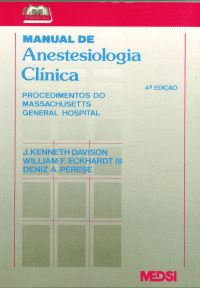 MANUAL DE
Anestesiologia
Clínica
PROCEDIMENTOS DO
MASSACHUSETTS
GENERAL HOSPITAL
4ª EDIÇÃO
J. KENNETH DAVISON
WILLIAM F. ECKHARDT III
DENIZ A. PERESE
MEDSI